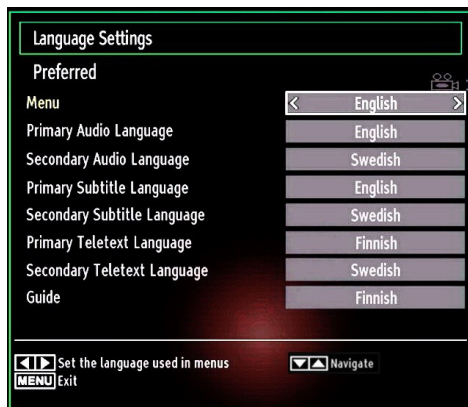 Language Settings
Preferred
Menu < English >
Primary Audio Language English
Secondary Audio Language Swedish
Primary Subtitle Language English
Secondary Subtitle Language Swedish
Primary Teletext Language Finnish
Secondary Teletext Language Swedish
Guide Finnish
Set the language used in menus Navigate
MENU Exit